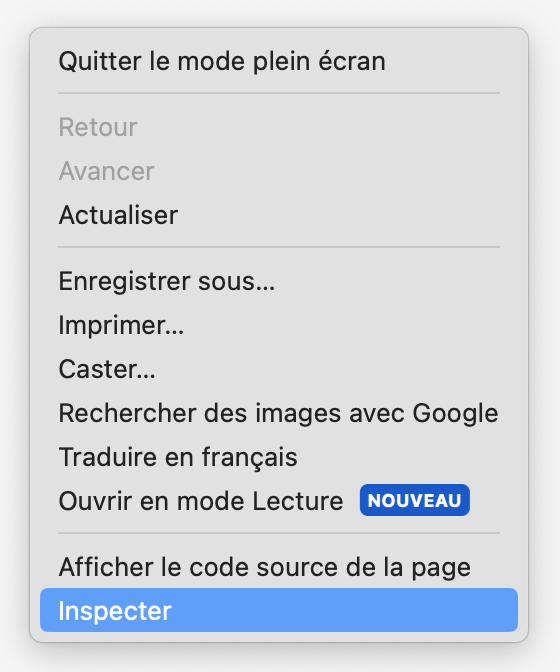 Quitter le mode plein écran
Retour
Avancer
Actualiser
Enregistrer sous...
Imprimer...
Caster...
Rechercher des images avec Google
Traduire en français
Ouvrir en mode Lecture NOUVEAU
Afficher le code source de la page
Inspecter